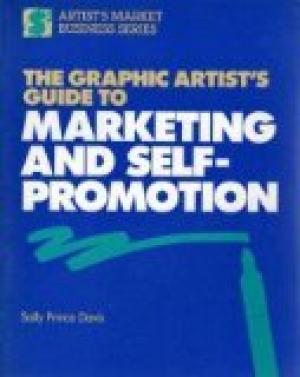 ARTIST'S MARKET
BUSINESS SERIES
THE GRAPHIC ARTIST'S
GUIDE TO
MARKETING
AND SELF-
PROMOTION
Sally Prince Davis